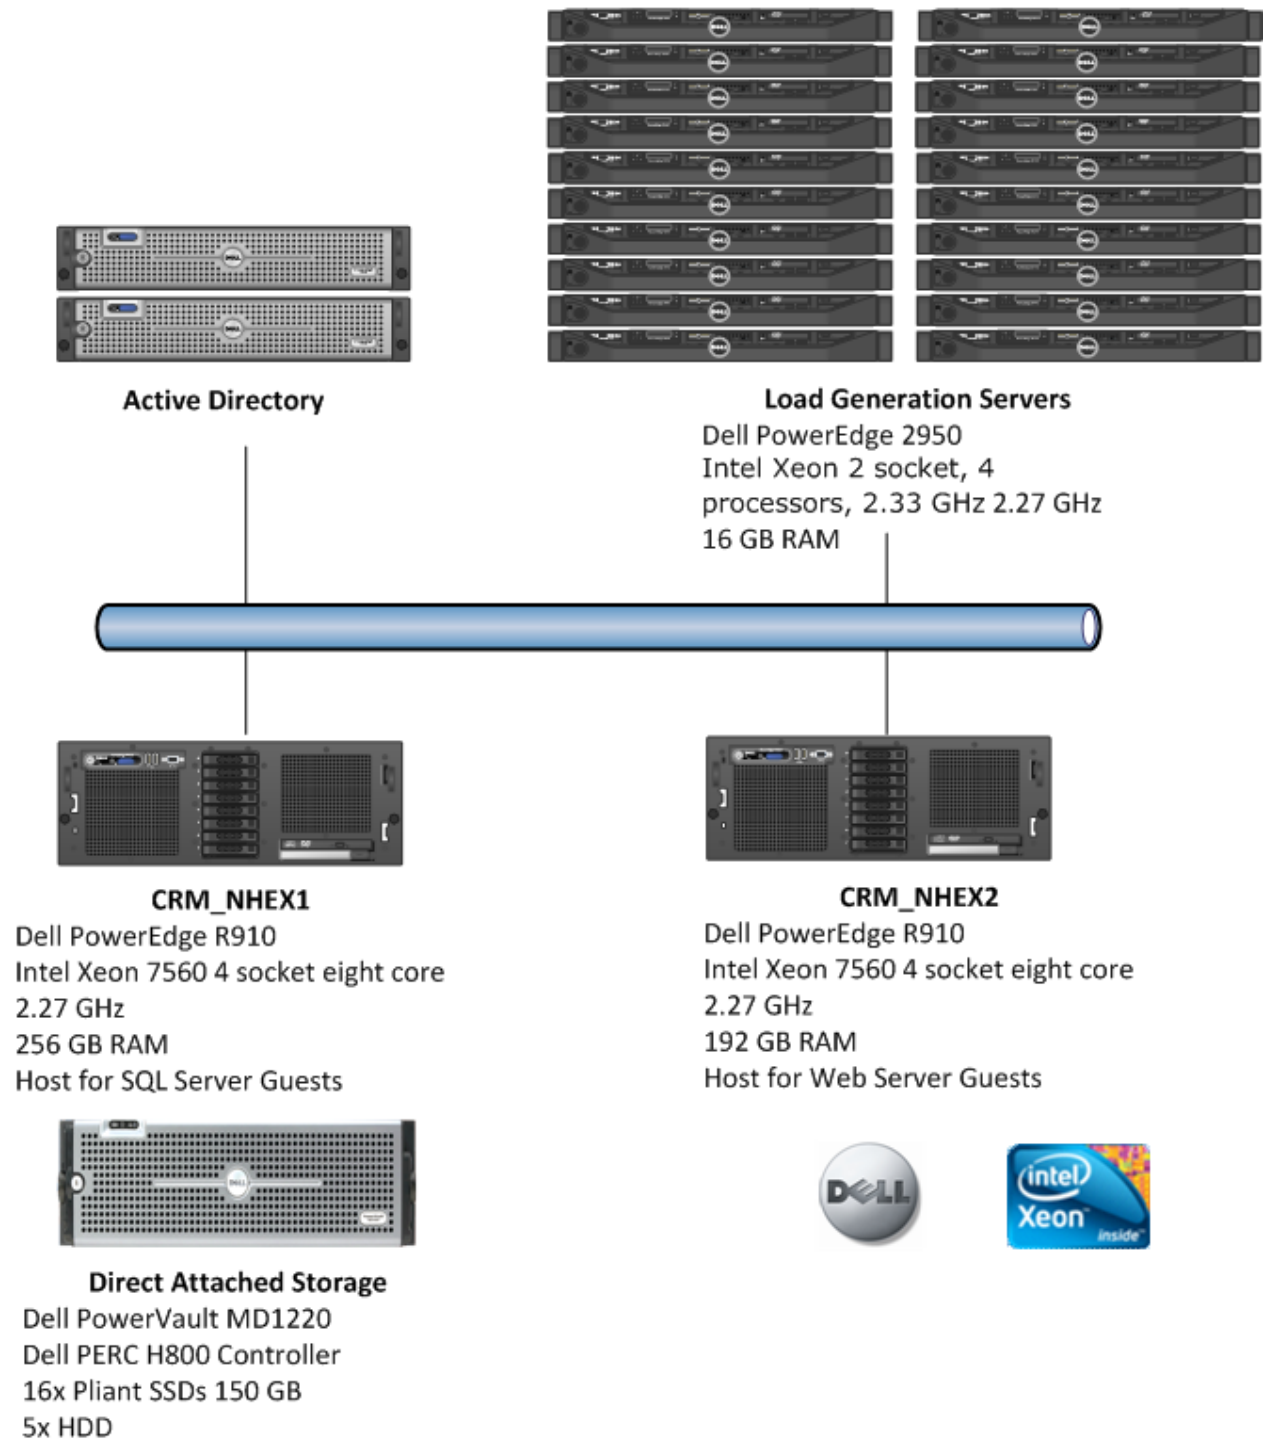 Active Directory
Load Generation Servers
Dell PowerEdge 2950
Intel Xeon 2 socket, 4
processors, 2.33 GHz 2.27 GHz
16 GB RAM
CRM_NHEX1
Dell PowerEdge R910
Intel Xeon 7560 4 socket eight core
2.27 GHz
256 GB RAM
Host for SQL Server Guests
CRM_NHEX2
Dell PowerEdge R910
Intel Xeon 7560 4 socket eight core
2.27 GHz
192 GB RAM
Host for Web Server Guests
DELL
intel
Xeon™
inside™
Direct Attached Storage
Dell PowerVault MD1220
Dell PERC H800 Controller
16x Pliant SSDs 150 GB
5x HDD